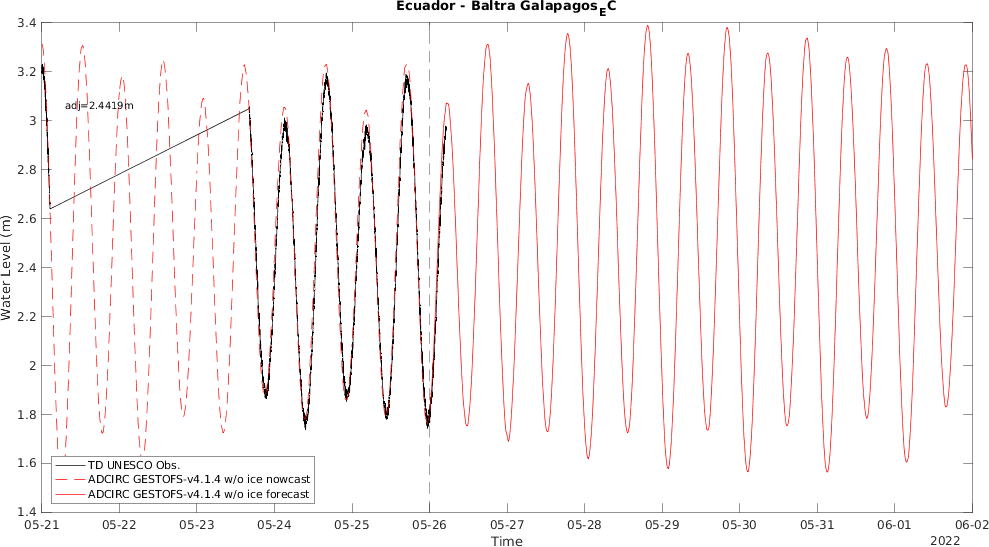 Ecuador - Baltra GalapagosEC
3.4
3.2
3
2.8
2.6
2.4
2.2
2
1.8
1.6
1.4
Water Level (m)
adj=2.4419m
TD UNESCO Obs.
ADCIRC GESTOFS-v4.1.4 w/o ice nowcast
ADCIRC GESTOFS-v4.1.4 w/o ice forecast
05-21 05-22 05-23 05-24 05-25 05-26 05-27 05-28 05-29 05-30 05-31 06-01 06-02
Time
2022